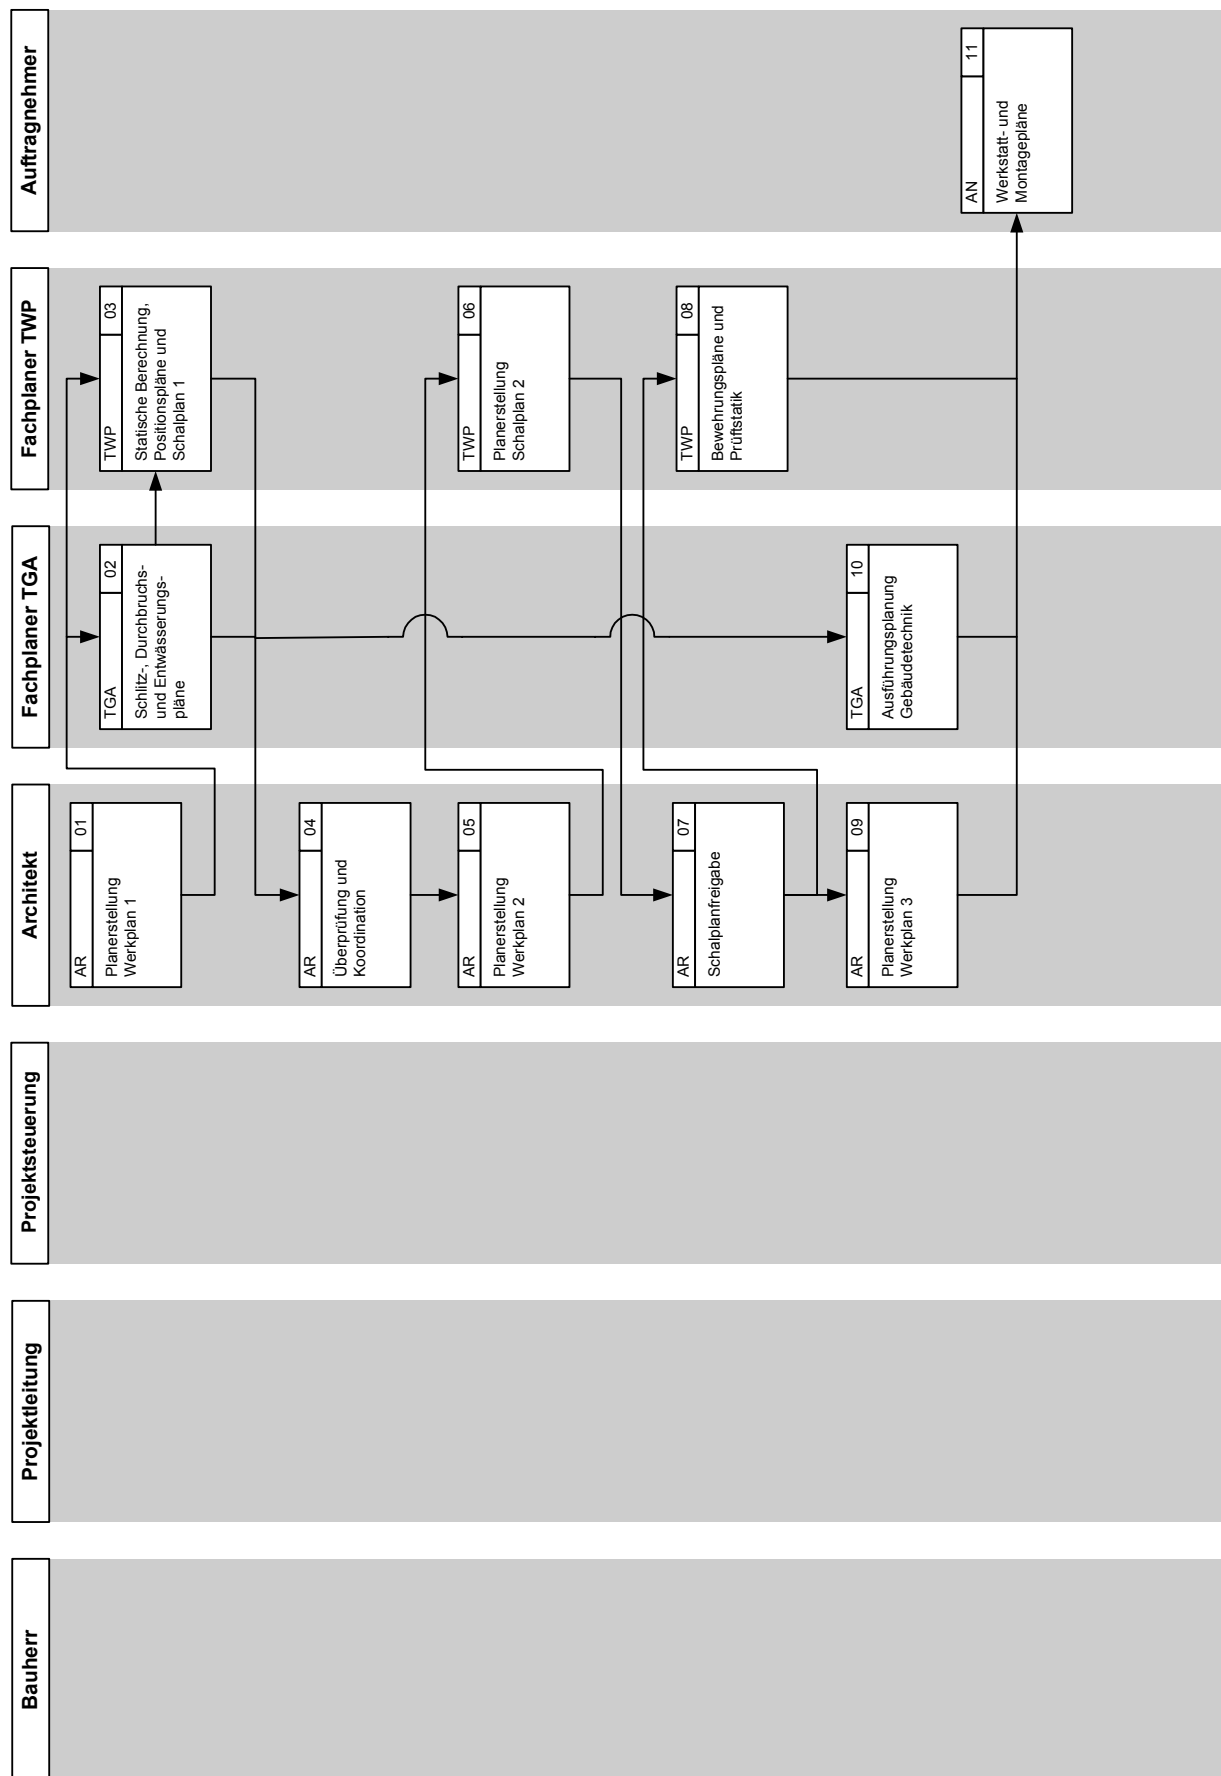 Bauherr
Projektleitung
Projektsteuerung
Architekt
Fachplaner TGA
Fachplaner TWP
Auftragnehmer
AR 01
Planerstellung
Werkplan 1
TGA 02
Schlitz-, Durchbruchs-
und Entwässerungs-
pläne
TWP 03
Statische Berechnung,
Positionspläne und
Schalplan 1
AR 04
Überprüfung und
Koordination
AR 05
Planerstellung
Werkplan 2
TWP 06
Planerstellung
Schalplan 2
AR 07
Schalplanfreigabe
TWP 08
Bewehrungspläne und
Prüftstatik
AR 09
Planerstellung
Werkplan 3
TGA 10
Ausführungsplanung
Gebäudetechnik
AN 11
Werkstatt- und
Montagepläne